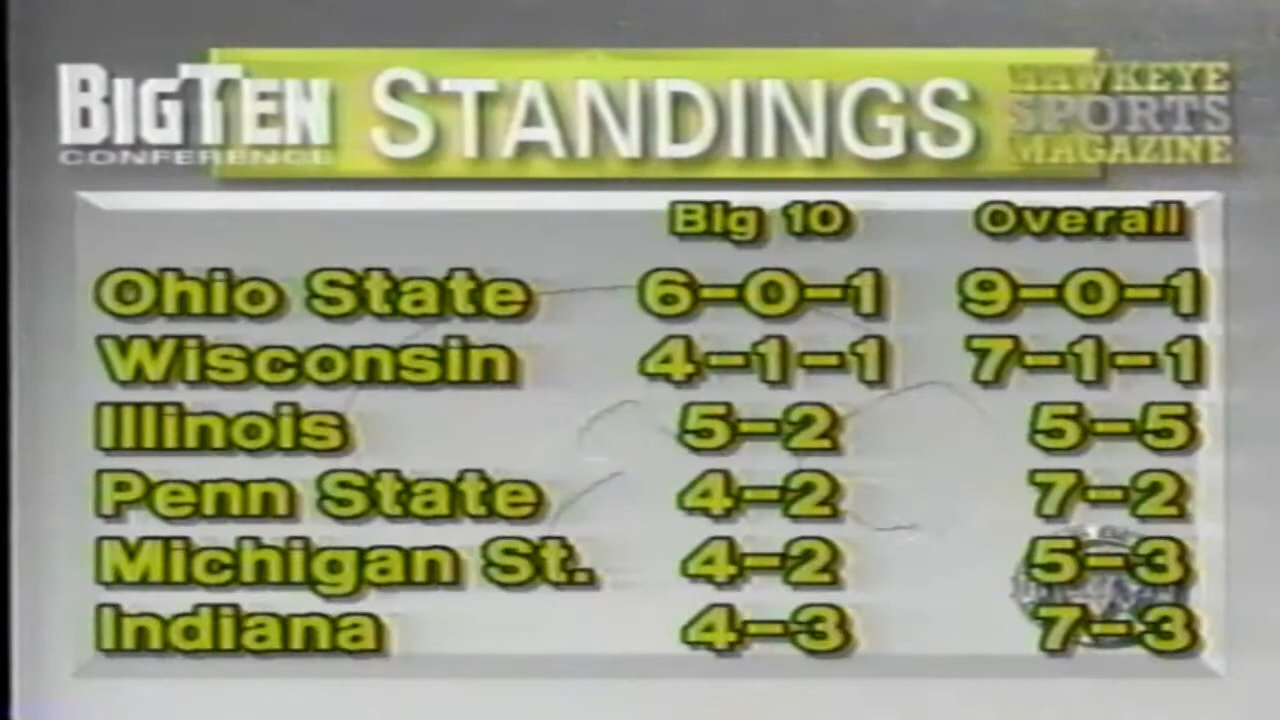 BIGTEN
CONFERENCE
STANDINGS
HAWKEYE
SPORTS
MAGAZINE
Big 10 Overall
Ohio State 6-0-1 9-0-1
Wisconsin 4-1-1 7-1-1
Illinois 5-2 5-5
Penn State 4-2 7-2
Michigan St. 4-2 5-3
Indiana 4-3 7-3